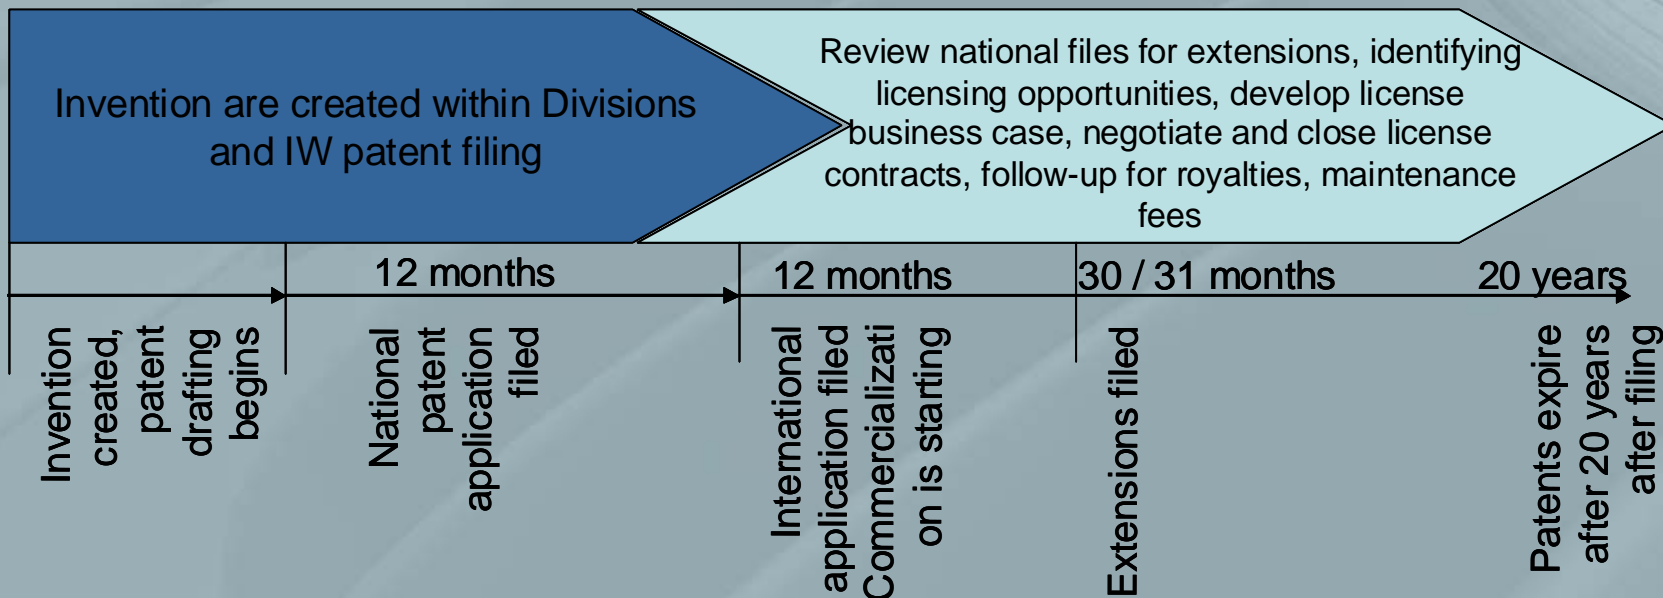 Invention are created within Divisions
and IW patent filing
Review national files for extensions, identifying
licensing opportunities, develop license
business case, negotiate and close license
contracts, follow-up for royalties, maintenance
fees
12 months
12 months
30 / 31 months
20 years
Invention
created,
patent
drafting
begins
National
patent
application
filed
International
application filed
Commercializati
on is starting
Extensions filed
Patents expire
after 20 years
after filing